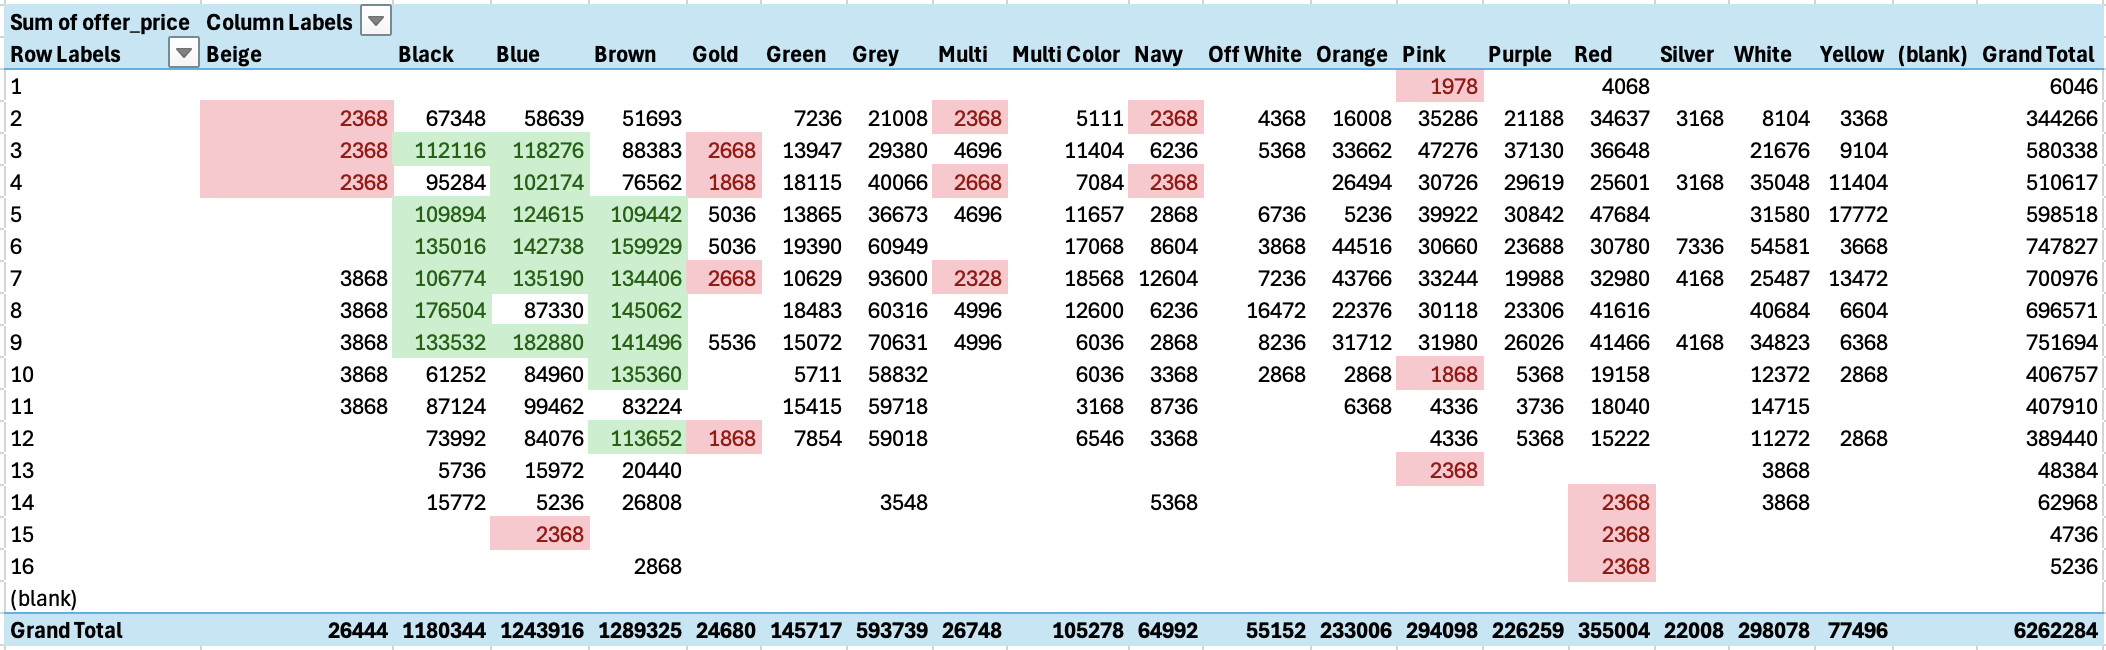 Sum of offer_price Column Labels
Row Labels Beige Black Blue Brown Gold Green Grey Multi Multi Color Navy Off White Orange Pink Purple Red Silver White Yellow (blank) Grand Total
1 1978 4068 6046
2 2368 67348 58639 51693 7236 21008 2368 5111 2368 4368 16008 35286 21188 34637 3168 8104 3368 344266
3 2368 112116 118276 88383 2668 13947 29380 4696 11404 6236 5368 33662 47276 37130 36648 21676 9104 580338
4 2368 95284 102174 76562 1868 18115 40066 2668 7084 2368 26494 30726 29619 25601 3168 35048 11404 510617
5 109894 124615 109442 5036 13865 36673 4696 11657 2868 6736 5236 39922 30842 47684 31580 17772 598518
6 135016 142738 159929 5036 19390 60949 17068 8604 3868 44516 30660 23688 30780 7336 54581 3668 747827
7 3868 106774 135190 134406 2668 10629 93600 2328 18568 12604 7236 43766 33244 19988 32980 4168 25487 13472 700976
8 3868 176504 87330 145062 18483 60316 4996 12600 6236 16472 22376 30118 23306 41616 40684 6604 696571
9 3868 133532 182880 141496 5536 15072 70631 4996 6036 2868 8236 31712 31980 26026 41466 4168 34823 6368 751694
10 3868 61252 84960 135360 5711 58832 6036 3368 2868 2868 1868 5368 19158 12372 2868 406757
11 3868 87124 99462 83224 15415 59718 3168 8736 6368 4336 3736 18040 14715 407910
12 73992 84076 113652 1868 7854 59018 6546 3368 4336 5368 15222 11272 2868 389440
13 5736 15972 20440 2368 3868 48384
14 15772 5236 26808 3548 5368 2368 3868 62968
15 2368 2368 4736
16 2868 2368 5236
(blank)
Grand Total 26444 1180344 1243916 1289325 24680 145717 593739 26748 105278 64992 55152 233006 294098 226259 355004 22008 298078 77496 6262284